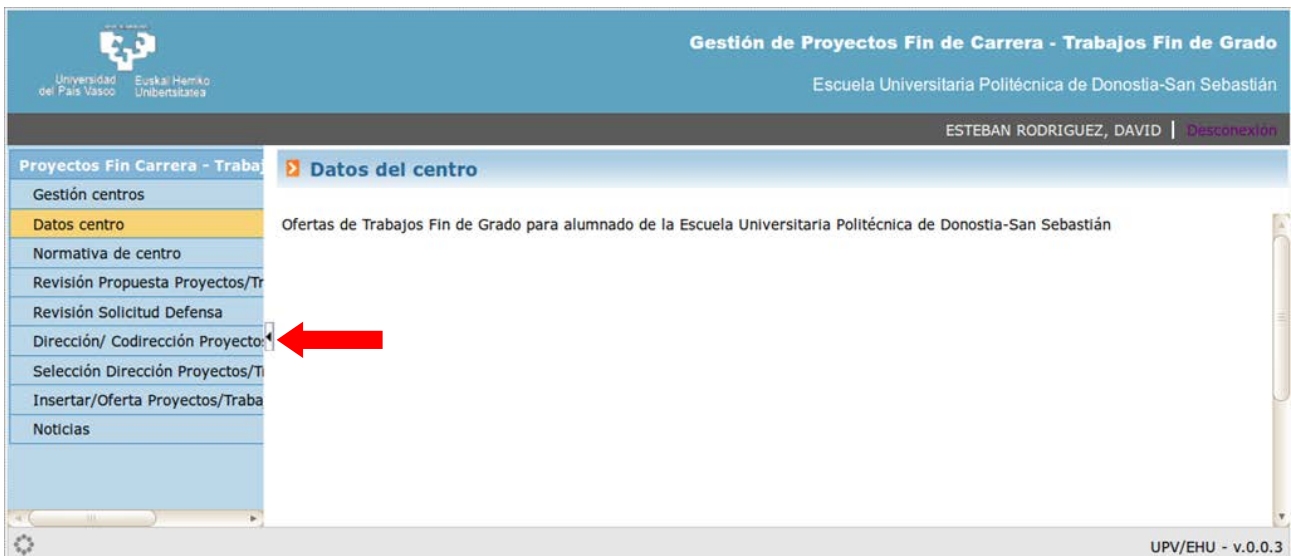 Gestión de Proyectos Fin de Carrera - Trabajos Fin de Grado
Universidad del País Vasco
Euskal Herriko Unibertsitatea
Escuela Universitaria Politécnica de Donostia-San Sebastián
ESTEBAN RODRIGUEZ, DAVID | Desconexión
Proyectos Fin Carrera - Trabaj
Datos del centro
Gestión centros
Datos centro
Ofertas de Trabajos Fin de Grado para alumnado de la Escuela Universitaria Politécnica de Donostia-San Sebastián
Normativa de centro
Revisión Propuesta Proyectos/Tr
Revisión Solicitud Defensa
Dirección/ Codirección Proyectos
Selección Dirección Proyectos/Tr
Insertar/Oferta Proyectos/Traba
Noticias
UPV/EHU - v.0.0.3